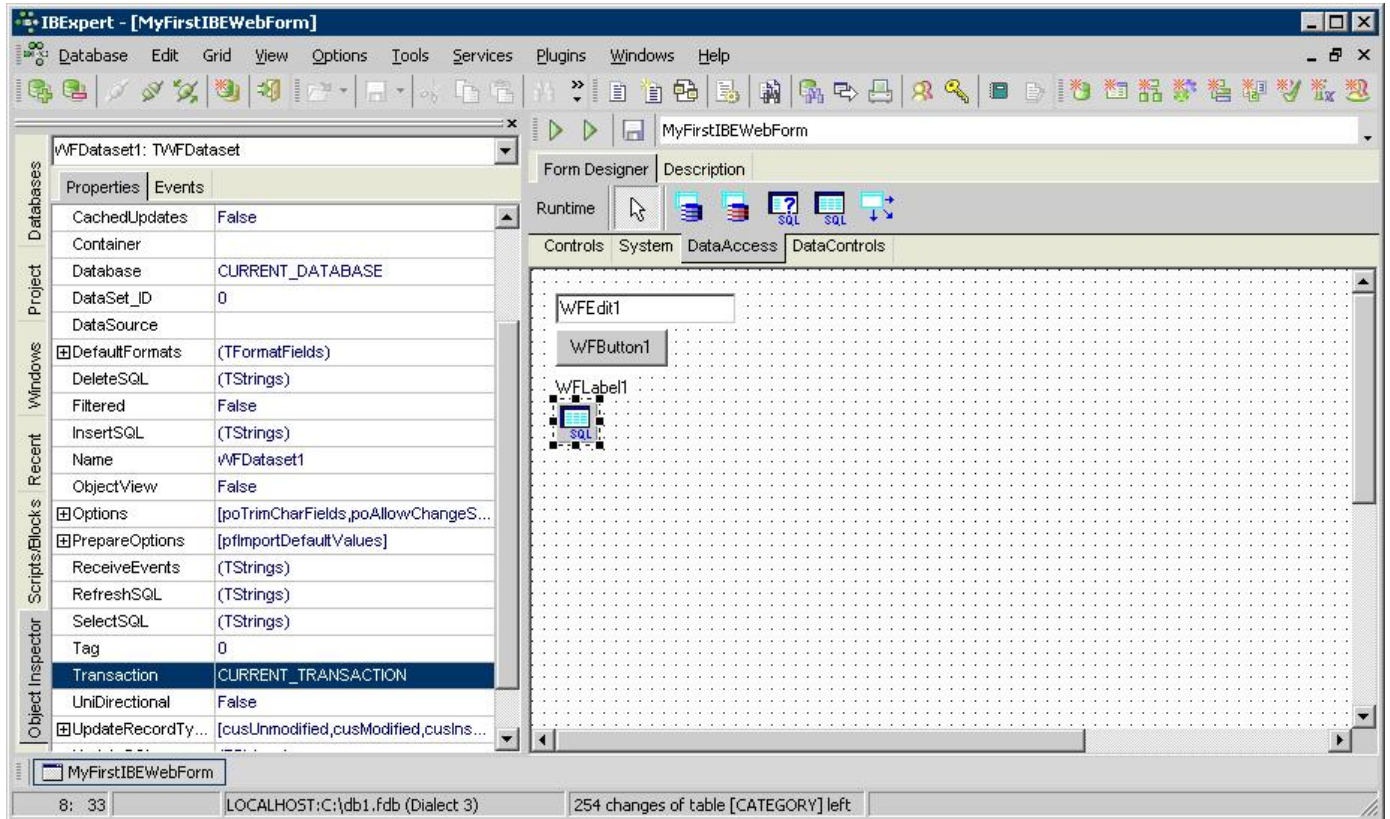 IBExpert - [MyFirstIBEWebForm]
Database Edit Grid View Options Tools Services Plugins Windows Help
MyFirstIBEWebForm
WFDataset1: TWFDataset
Form Designer Description
Properties Events
Runtime
? SQL SQL
Controls System DataAccess DataControls
Databases
Project
Windows
Recent
Scripts/Blocks
Object Inspector
CachedUpdates False
Container
Database CURRENT_DATABASE
DataSet_ID 0
DataSource
DefaultFormats (TFormatFields)
DeleteSQL (TStrings)
Filtered False
InsertSQL (TStrings)
Name WFDataset1
ObjectView False
Options [poTrimCharFields,poAllowChangeS...
PrepareOptions [pfImportDefaultValues]
ReceiveEvents (TStrings)
RefreshSQL (TStrings)
SelectSQL (TStrings)
Tag 0
Transaction CURRENT_TRANSACTION
UniDirectional False
UpdateRecordTy... [cusUnmodified,cusModified,cusIns...
WFEdit1
WFButton1
WFLabel1
SQL
MyFirstIBEWebForm
8: 33 LOCALHOST:C:\db1.fdb (Dialect 3) 254 changes of table [CATEGORY] left